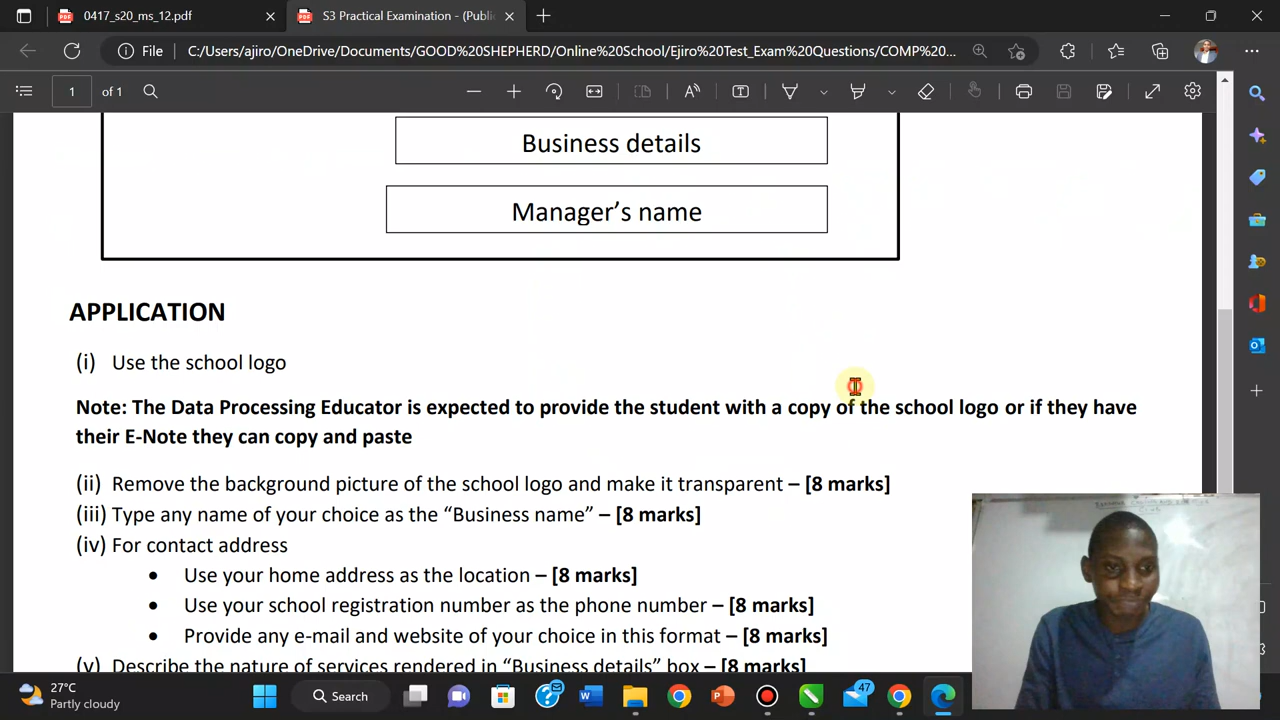 0417_s20_ms_12.pdf
S3 Practical Examination - (Public
File
C:/Users/ajiro/OneDrive/Documents/GOOD%20SHEPHERD/Online%20School/Ejiro%20Test_Exam%20Questions/COMP%20...
1 of 1
Business details
Manager’s name
APPLICATION
(i) Use the school logo
Note: The Data Processing Educator is expected to provide the student with a copy of the school logo or if they have
their E-Note they can copy and paste
(ii) Remove the background picture of the school logo and make it transparent – [8 marks]
(iii) Type any name of your choice as the “Business name” – [8 marks]
(iv) For contact address
• Use your home address as the location – [8 marks]
• Use your school registration number as the phone number – [8 marks]
• Provide any e-mail and website of your choice in this format – [8 marks]
(v) Describe the nature of services rendered in “Business details” box – [8 marks]
27°C
Partly cloudy
Search
47